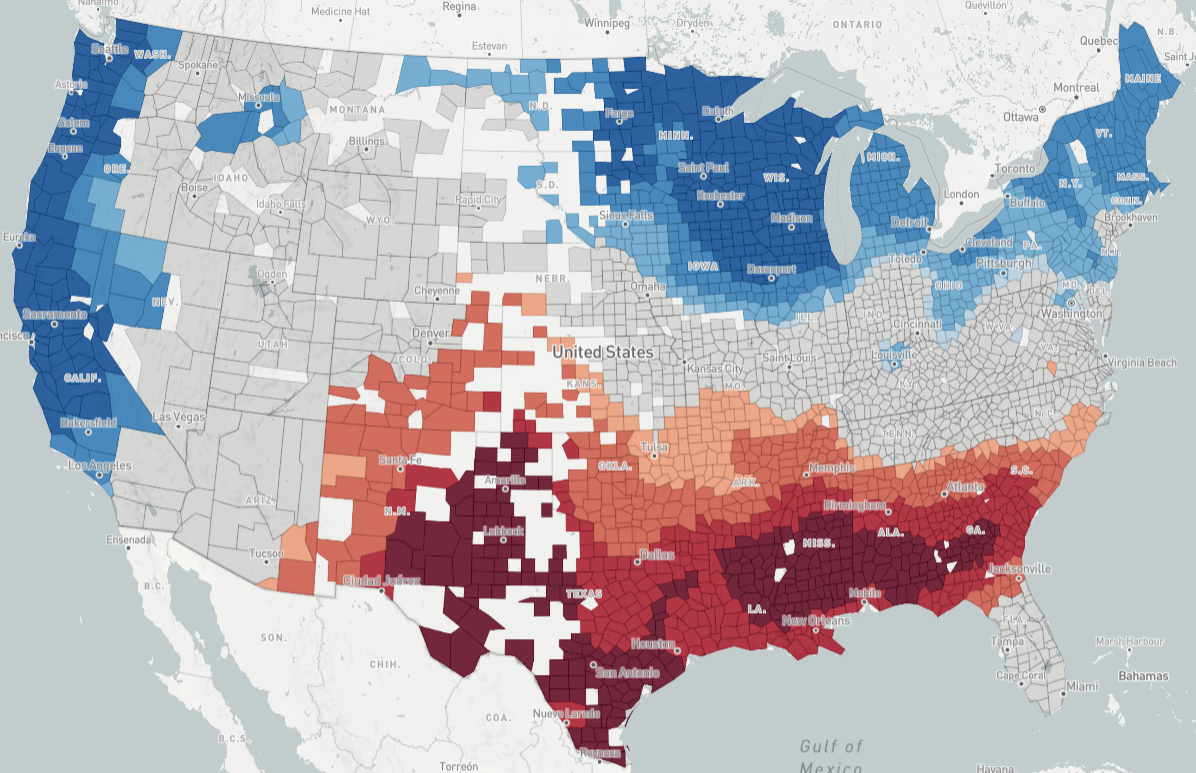 Nanaimo
Medicine Hat
Regina
Winnipeg
Dryden
ONTARIO
Quévillon
Quebec
N.B.
Estevan
Seattle
WASH.
Spokane
MAINE
Astoria
Missoula
MONTANA
N.D.
Fargo
Duluth
Montreal
Ottawa
Salem
Eugene
Billings
MINN.
VT.
ORE.
IDAHO
Boise
Idaho Falls
WYO.
Rapid City
S.D.
Saint Paul
Rochester
WIS.
MICH.
Toronto
London
Buffalo
N.Y.
MASS.
CONN.
Brookhaven
Sioux Falls
Madison
Detroit
Cleveland
PA.
N.J.
Toledo
Pittsburgh
IOWA
Davenport
Ogden
Cheyenne
NEBR.
Omaha
NEV.
Sacramento
UTAH
Denver
COLO.
United States
KANS.
Kansas City
Saint Louis
MO.
ILL.
IND.
OHIO
Cincinnati
Louisville
KY.
W.
MD.
DEL.
Washington
VA.
Virginia Beach
CALIF.
Bakersfield
Las Vegas
Los Angeles
ARIZ.
Santa Fe
N.M.
Amarillo
Lubbock
OKLA.
Tulsa
ARK.
Memphis
TENN.
N.C.
S.C.
Atlanta
Birmingham
ALA.
GA.
MISS.
Ensenada
Tucson
Ciudad Juárez
Dallas
TEXAS
LA.
Mobile
Jacksonville
New Orleans
Houston
San Antonio
FLA.
Tampa
Cape Coral
Miami
Marsh Harbour
Bahamas
B.C.
SON.
CHIH.
COA.
Nuevo Laredo
Reynosa
B.C.S.
Torreón
Gulf of
Mexico
Havana